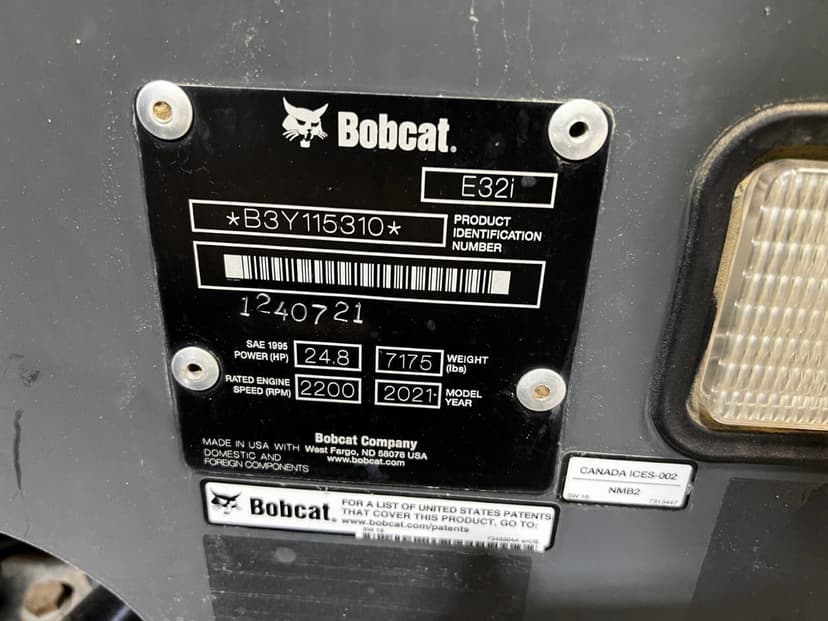 Bobcat.
E32i
*B3Y115310*
PRODUCT
IDENTIFICATION
NUMBER
1240721
SAE 1995
POWER (HP) 24.8 7175 WEIGHT
(lbs)
RATED ENGINE
SPEED (RPM) 2200 2021 MODEL
YEAR
MADE IN USA WITH
DOMESTIC AND
FOREIGN COMPONENTS
Bobcat Company
West Fargo, ND 58078 USA
www.bobcat.com
CANADA ICES-002
NMB2
SW 16 7313447
Bobcat.
FOR A LIST OF UNITED STATES PATENTS
THAT COVER THIS PRODUCT, GO TO:
www.bobcat.com/patents